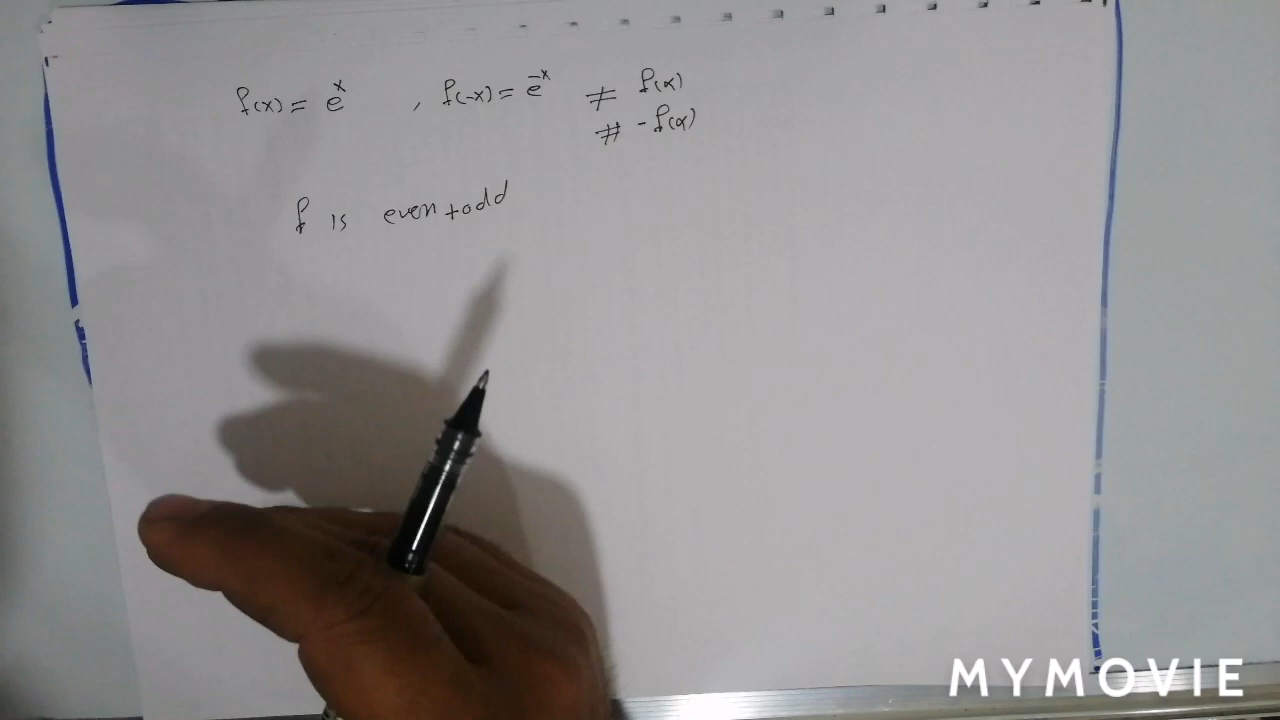 f(x) = e^x , f(-x) = e^-x ≠ f(x)
≠ - f(x)
f is even + odd
MYMOVIE